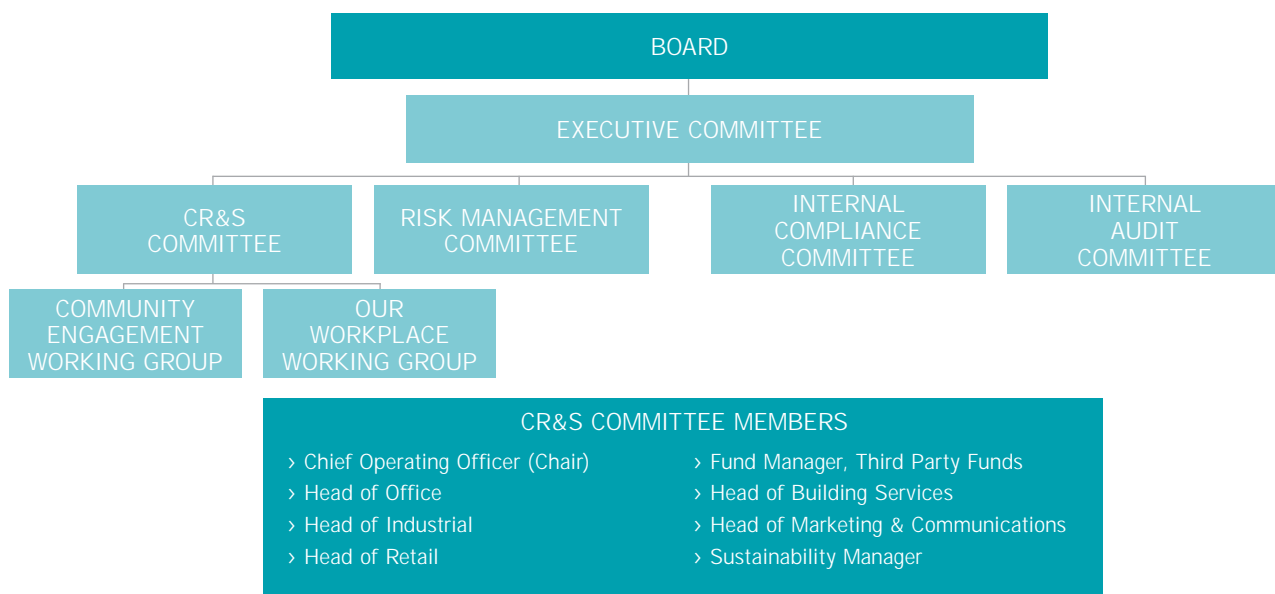 BOARD
EXECUTIVE COMMITTEE
CR&S
COMMITTEE
RISK MANAGEMENT
COMMITTEE
INTERNAL
COMPLIANCE
COMMITTEE
INTERNAL
AUDIT
COMMITTEE
COMMUNITY
ENGAGEMENT
WORKING GROUP
OUR
WORKPLACE
WORKING GROUP
CR&S COMMITTEE MEMBERS
› Chief Operating Officer (Chair)
› Head of Office
› Head of Industrial
› Head of Retail
› Fund Manager, Third Party Funds
› Head of Building Services
› Head of Marketing & Communications
› Sustainability Manager